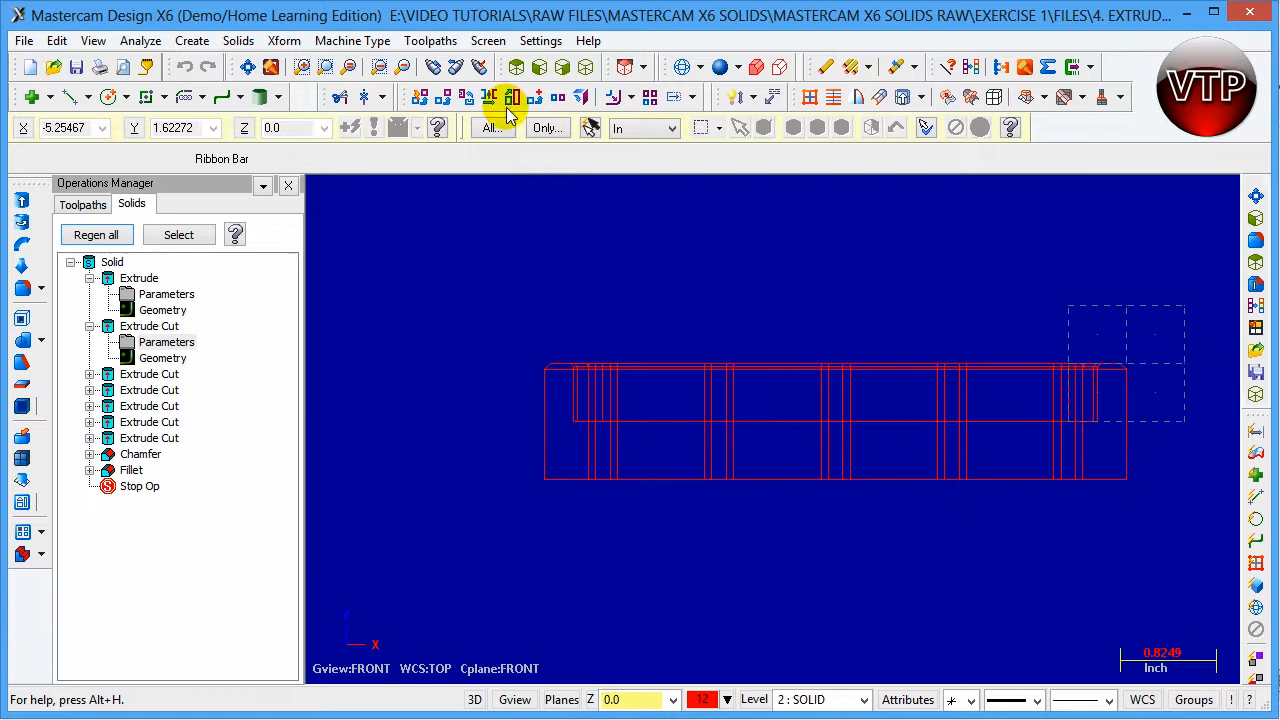 Mastercam Design X6 (Demo/Home Learning Edition) E:\VIDEO TUTORIALS\RAW FILES\MASTERCAM X6 SOLIDS\MASTERCAM X6 SOLIDS RAW\EXERCISE 1\FILES\4. EXTRUD...
File Edit View Analyze Create Solids Xform Machine Type Toolpaths Screen Settings Help
VTP
X -5.25467 Y 1.62272 Z 0.0 All... Only... In
Ribbon Bar
Operations Manager
Toolpaths Solids
Regen all Select
Solid
Extrude
Parameters
Geometry
Extrude Cut
Parameters
Geometry
Extrude Cut
Extrude Cut
Extrude Cut
Extrude Cut
Extrude Cut
Chamfer
Fillet
Stop Op
X
0.8249
Inch
Gview:FRONT WCS:TOP Cplane:FRONT
For help, press Alt+H. 3D Gview Planes Z 0.0 12 Level 2 : SOLID Attributes WCS Groups ! ?